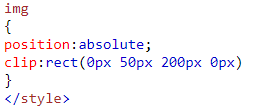 img
{
position:absolute;
clip:rect(0px 50px 200px 0px)
}
</style>